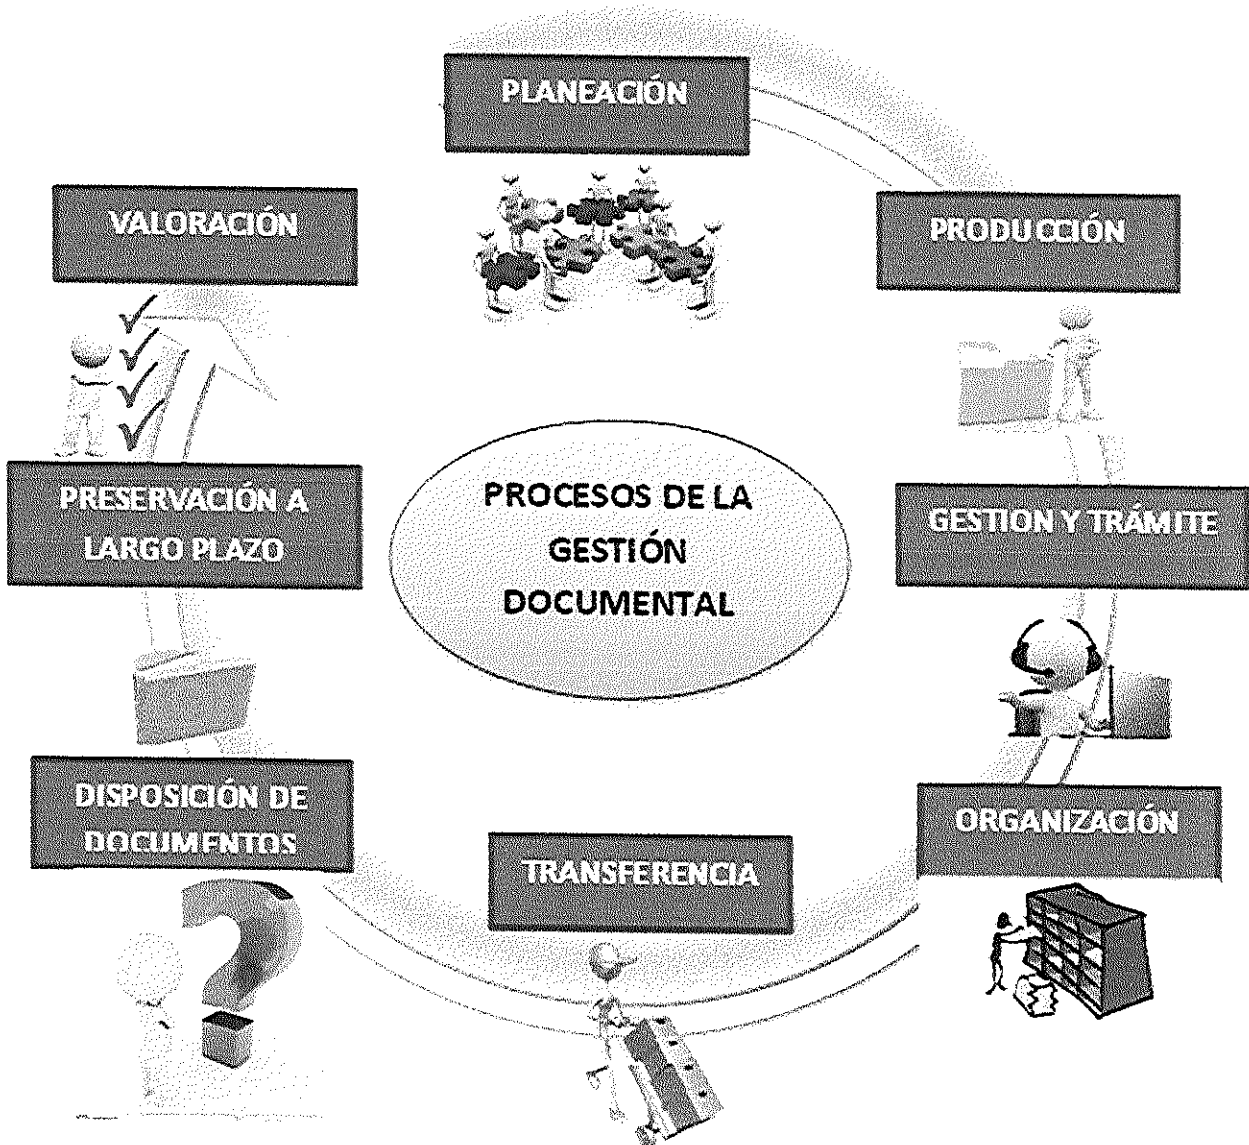 PLANEACIÓN
PRODUCCIÓN
GESTION Y TRÁMITE
ORGANIZACIÓN
TRANSFERENCIA
DISPOSICIÓN DE
DOCUMENTOS
PRESERVACIÓN A
LARGO PLAZO
VALORACIÓN
PROCESOS DE LA
GESTIÓN
DOCUMENTAL